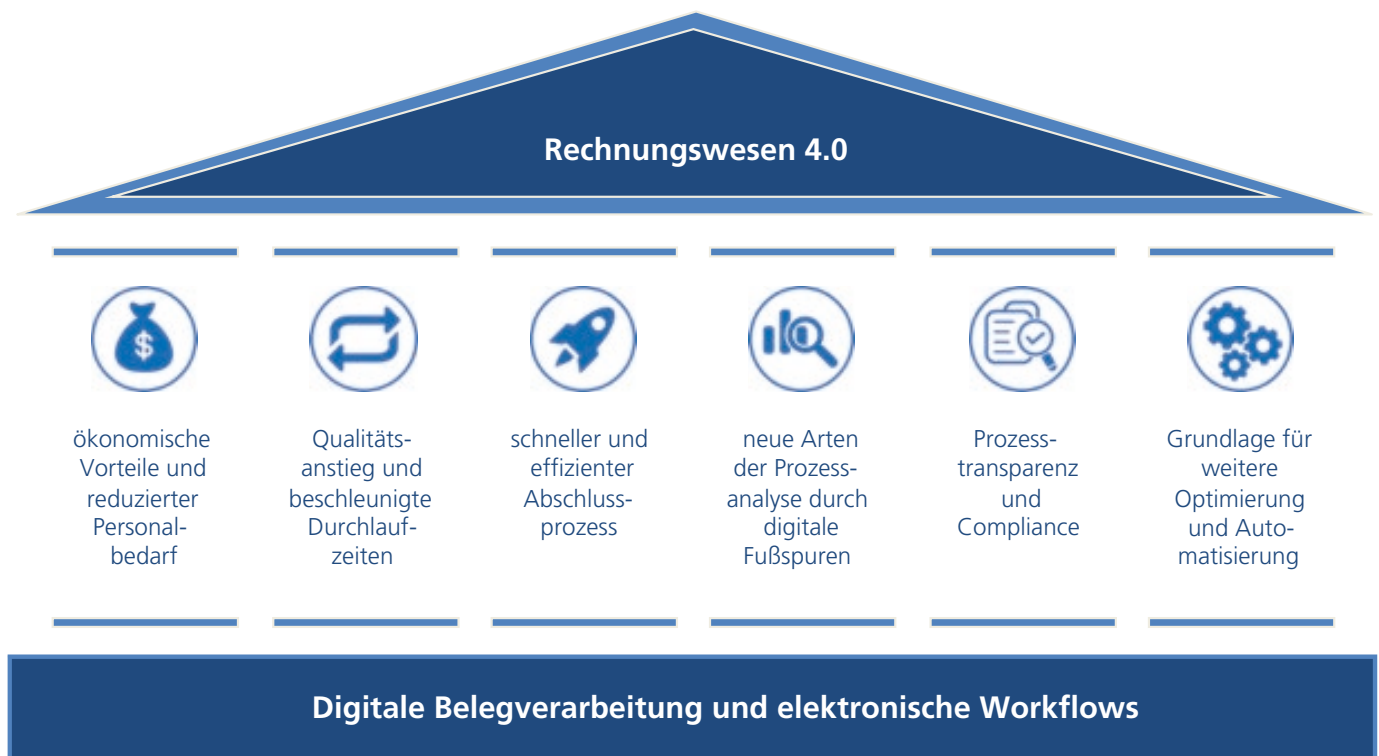 Rechnungswesen 4.0
$
ökonomische
Vorteile und
reduzierter
Personal-
bedarf
Qualitäts-
anstieg und
beschleunigte
Durchlauf-
zeiten
schneller und
effizienter
Abschluss-
prozess
neue Arten
der Prozess-
analyse durch
digitale
Fußspuren
Prozess-
transparenz
und
Compliance
Grundlage für
weitere
Optimierung
und Auto-
matisierung
Digitale Belegverarbeitung und elektronische Workflows